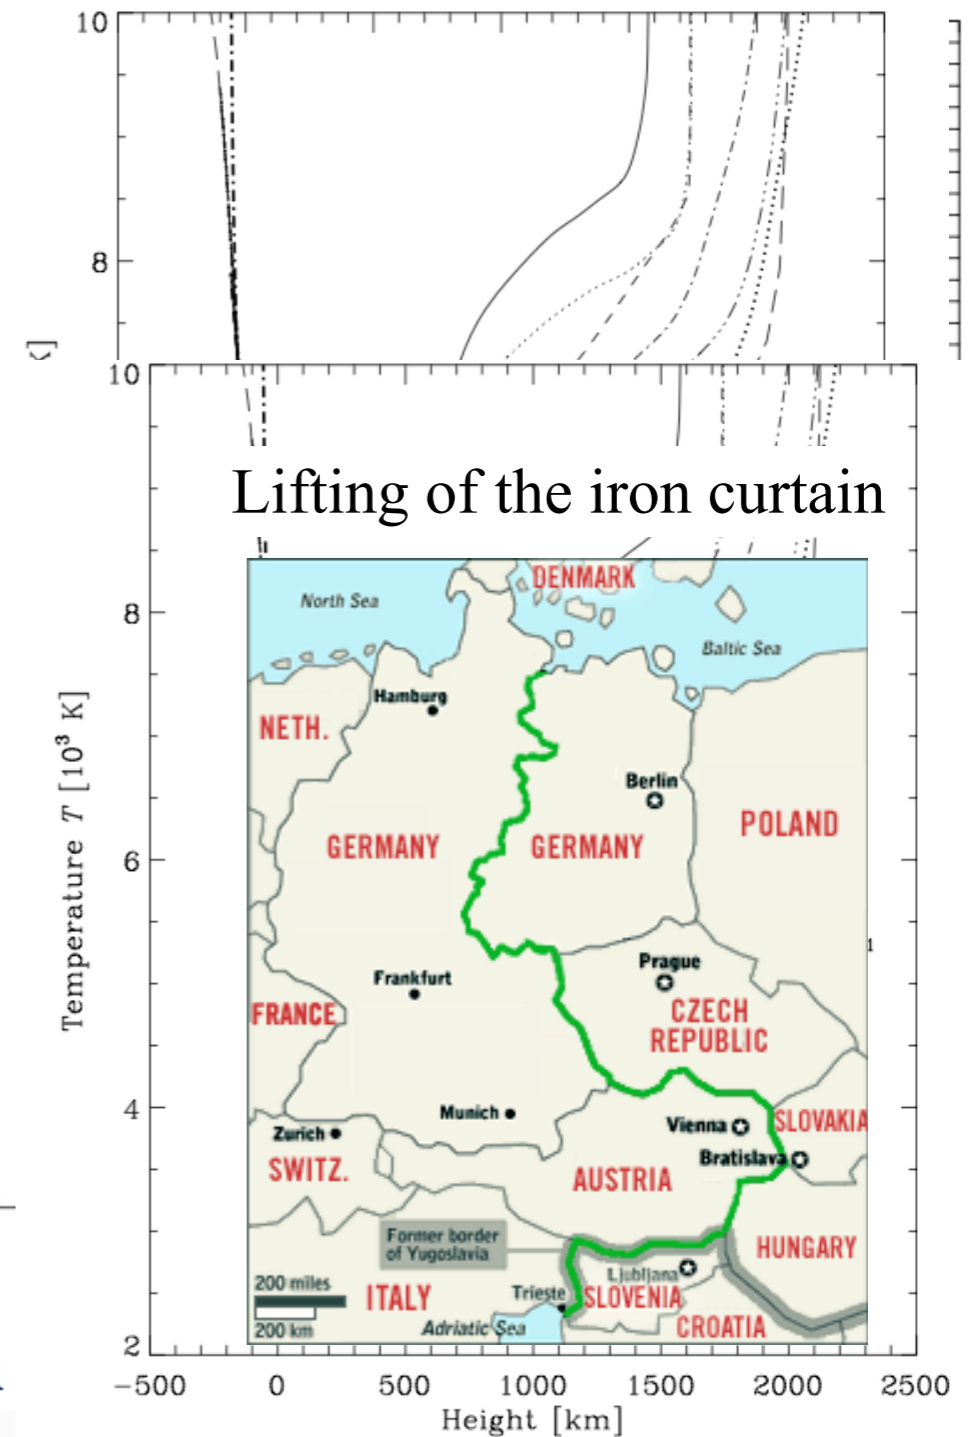 10
8
K]
10
Lifting of the iron curtain
DENMARK
North Sea
Baltic Sea
8
Hamburg
NETH.
Berlin
POLAND
GERMANY
GERMANY
Temperature T [10³ K]
6
1
Prague
Frankfurt
CZECH
REPUBLIC
FRANCE
4
Munich
Vienna
SLOVAKIA
Zurich
Bratislava
SWITZ.
AUSTRIA
Former border
of Yugoslavia
HUNGARY
Ljubljana
200 miles
Trieste
SLOVENIA
ITALY
200 km
Adriatic Sea
CROATIA
2
−500 0 500 1000 1500 2000 2500
Height [km]